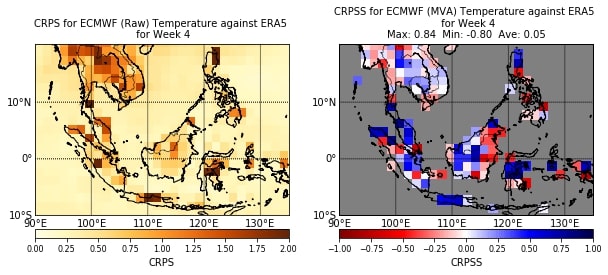 CRPS for ECMWF (Raw) Temperature against ERA5
for Week 4
10°N
0°
10°S
90°E 100°E 110°E 120°E 130°E
0.00 0.25 0.50 0.75 1.00 1.25 1.50 1.75 2.00
CRPS
CRPSS for ECMWF (MVA) Temperature against ERA5
for Week 4
Max: 0.84 Min: -0.80 Ave: 0.05
10°N
0°
10°S
90°E 100°E 110°E 120°E 130°E
−1.00 −0.75 −0.50 −0.25 0.00 0.25 0.50 0.75 1.00
CRPSS